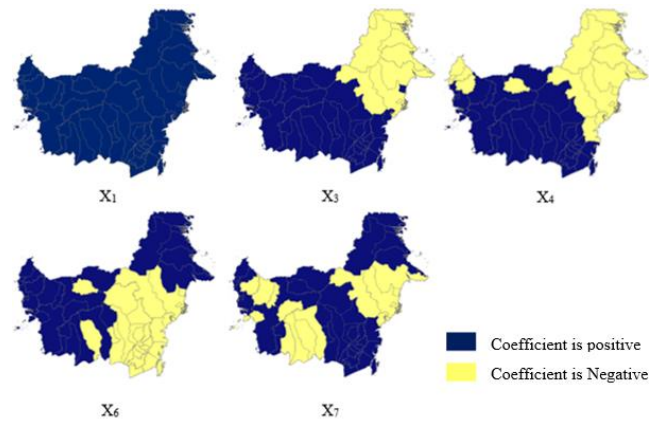 X₁
X₃
X₄
X₆
X₇
Coefficient is positive
Coefficient is Negative